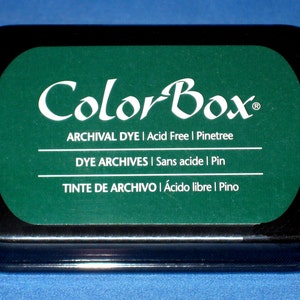 ColorBox®
ARCHIVAL DYE | Acid Free | Pinetree
DYE ARCHIVES | Sans acide | Pin
TINTE DE ARCHIVO | Ácido libre | Pino